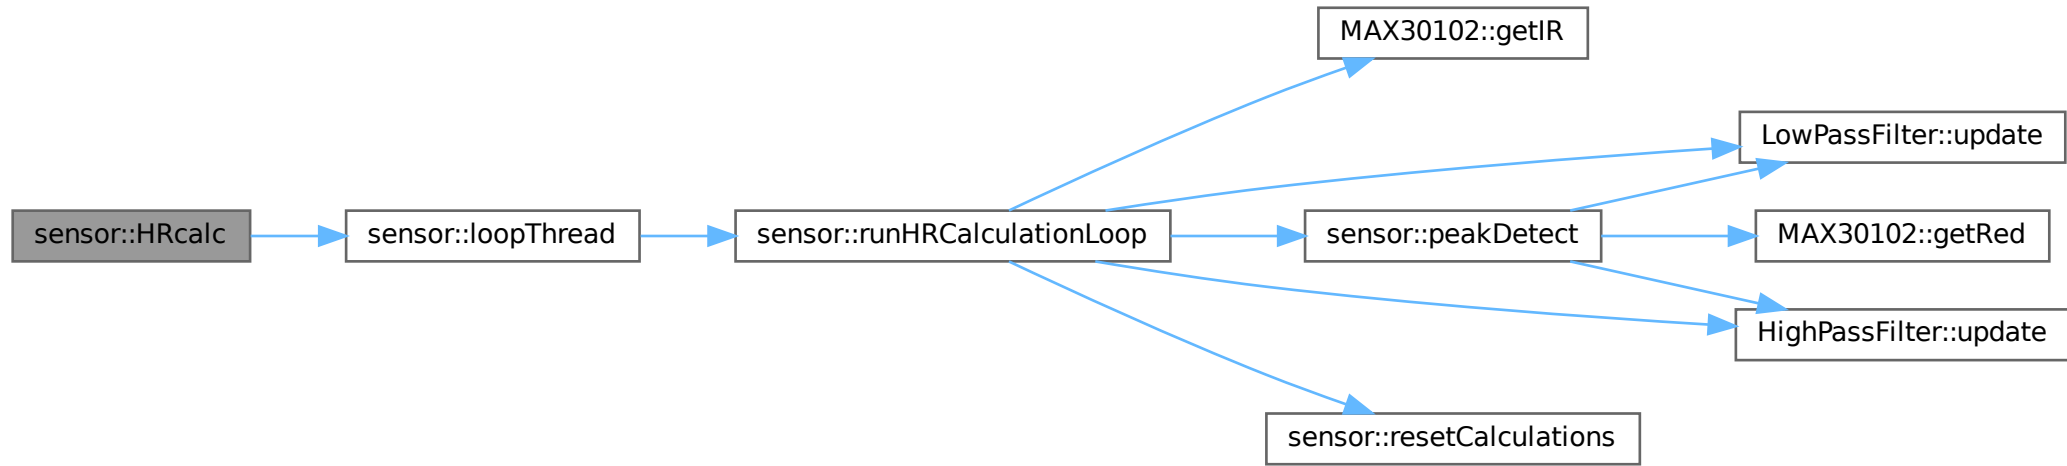 MAX30102::getIR
LowPassFilter::update
sensor::HRcalc
sensor::loopThread
sensor::runHRCalculationLoop
sensor::peakDetect
MAX30102::getRed
HighPassFilter::update
sensor::resetCalculations